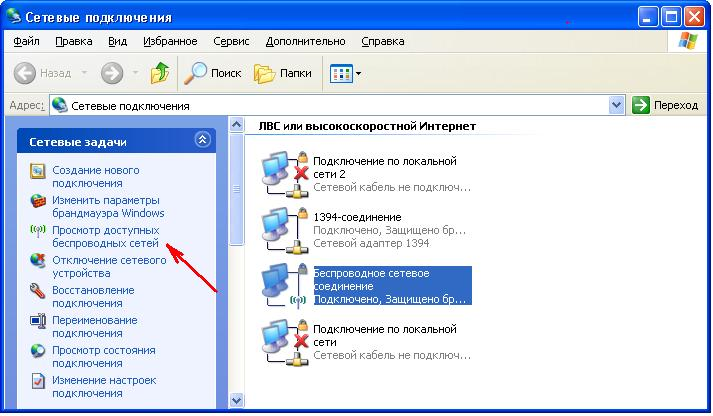 Сетевые подключения
Файл Правка Вид Избранное Сервис Дополнительно Справка
Назад Поиск Папки
Адрес: Сетевые подключения Переход
Сетевые задачи
Создание нового
подключения
Изменить параметры
брандмауэра Windows
Просмотр доступных
беспроводных сетей
Отключение сетевого
устройства
Восстановление
подключения
Переименование
подключения
Просмотр состояния
подключения
Изменение настроек
подключения
ЛВС или высокоскоростной Интернет
Подключение по локальной
сети 2
Сетевой кабель не подключ...
1394-соединение
Подключено, Защищено бр...
Сетевой адаптер 1394
Беспроводное сетевое
соединение
Подключено, Защищено бр...
Подключение по локальной
сети
Сетевой кабель не подключ...